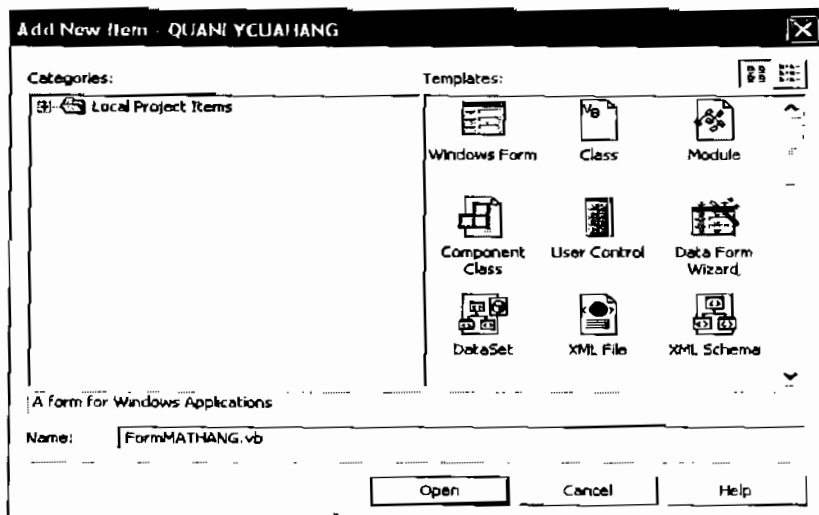 Add New Item - QUANLYCUAHANG
Categories:
Templates:
Local Project Items
Windows Form
Class
Module
Component Class
User Control
Data Form Wizard
DataSet
XML File
XML Schema
A form for Windows Applications
Name:
FormMATHANG.vb
Open
Cancel
Help